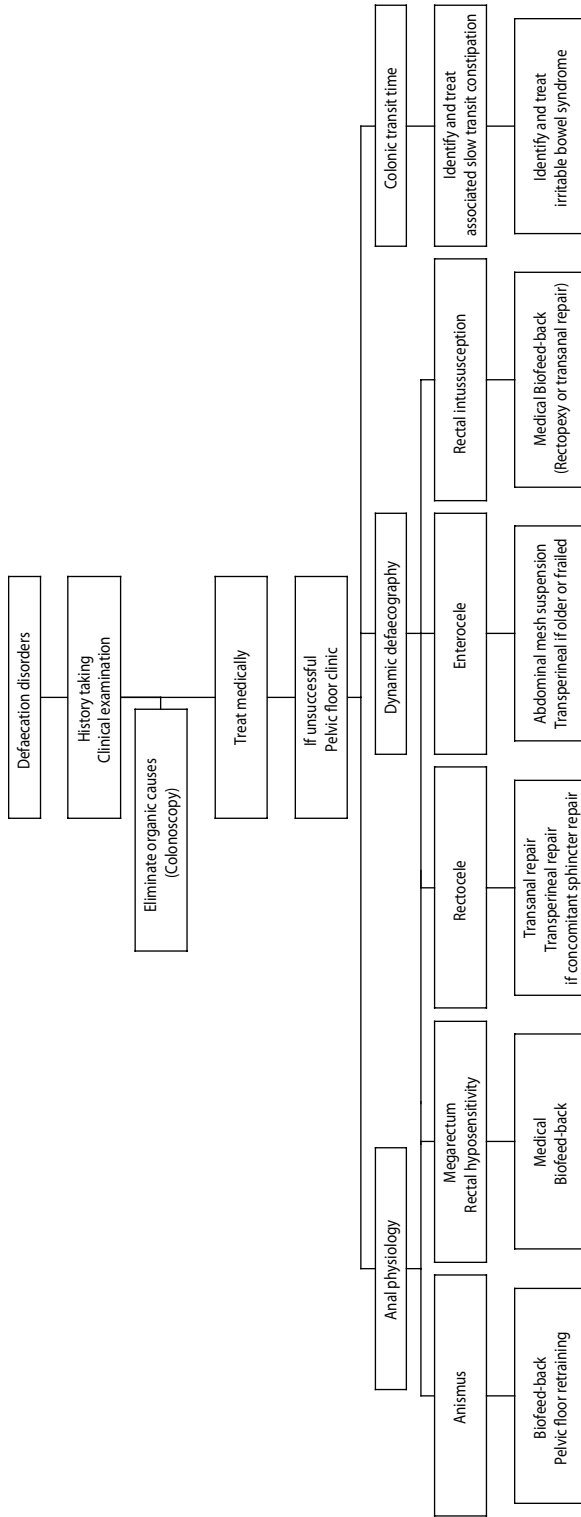 Defaecation disorders
History taking
Clinical examination
Eliminate organic causes
(Colonoscopy)
Treat medically
If unsuccessful
Pelvic floor clinic
Anal physiology
Dynamic defaecography
Colonic transit time
Anismus
Megarectum
Rectal hyposensitivity
Rectocele
Enterocele
Rectal intussusception
Identify and treat
associated slow transit constipation
Biofeed-back
Pelvic floor retraining
Medical
Biofeed-back
Transanal repair
Transperineal repair
if concomitant sphincter repair
Abdominal mesh suspension
Transperineal if older or frailed
Medical Biofeed-back
(Rectopexy or transanal repair)
Identify and treat
irritable bowel syndrome